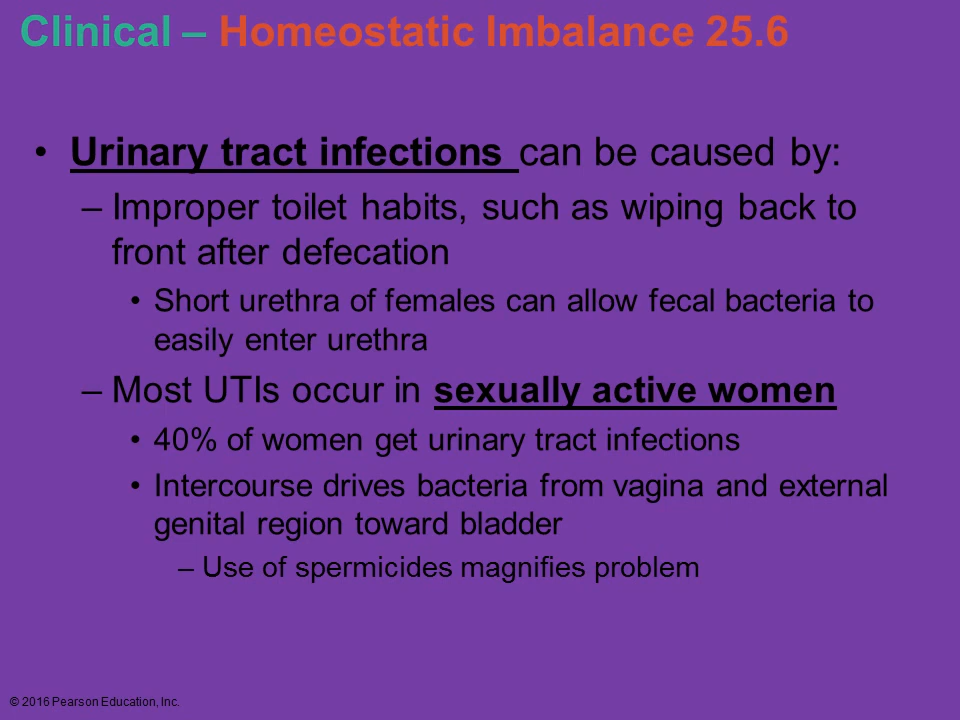 Clinical – Homeostatic Imbalance 25.6
• Urinary tract infections can be caused by:
– Improper toilet habits, such as wiping back to
front after defecation
• Short urethra of females can allow fecal bacteria to
easily enter urethra
– Most UTIs occur in sexually active women
• 40% of women get urinary tract infections
• Intercourse drives bacteria from vagina and external
genital region toward bladder
– Use of spermicides magnifies problem
© 2016 Pearson Education, Inc.